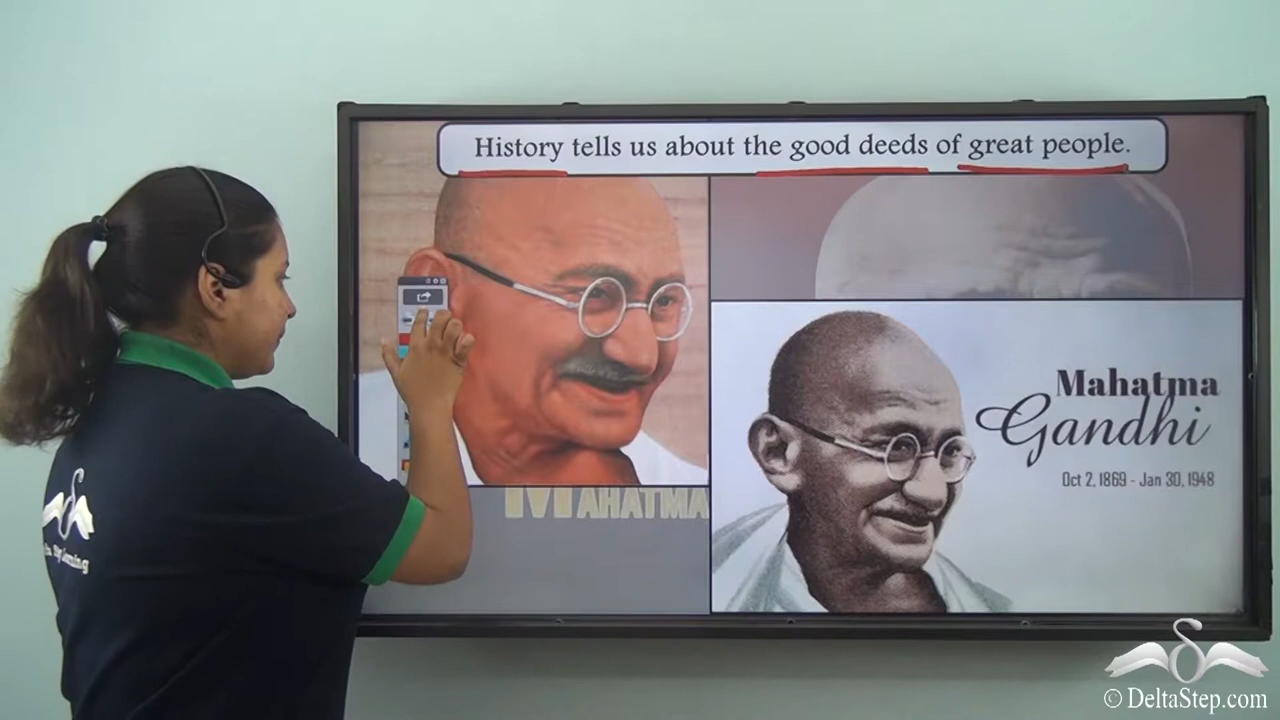 History tells us about the good deeds of great people.
Mahatma
Gandhi
Oct 2, 1869 - Jan 30, 1948
MAHATMA
© DeltaStep.com